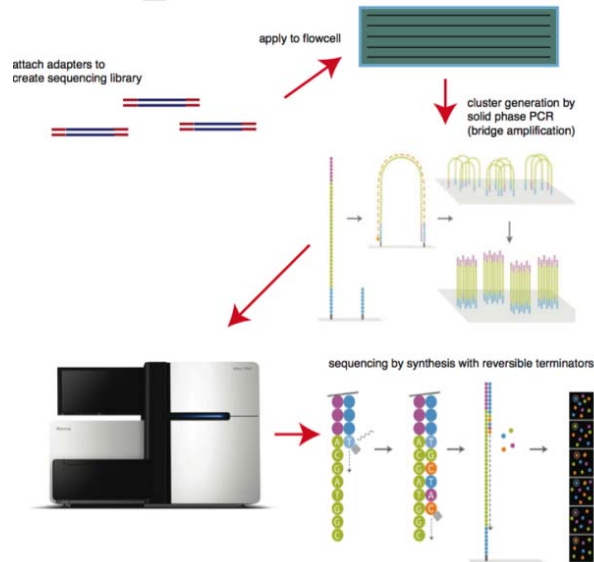 apply to flowcell
attach adapters to
create sequencing library
cluster generation by
solid phase PCR
(bridge amplification)
sequencing by synthesis with reversible terminators
A T
C
G
A
T
G
G
C
A T
C G
G C
A T
T A
G C
G
C